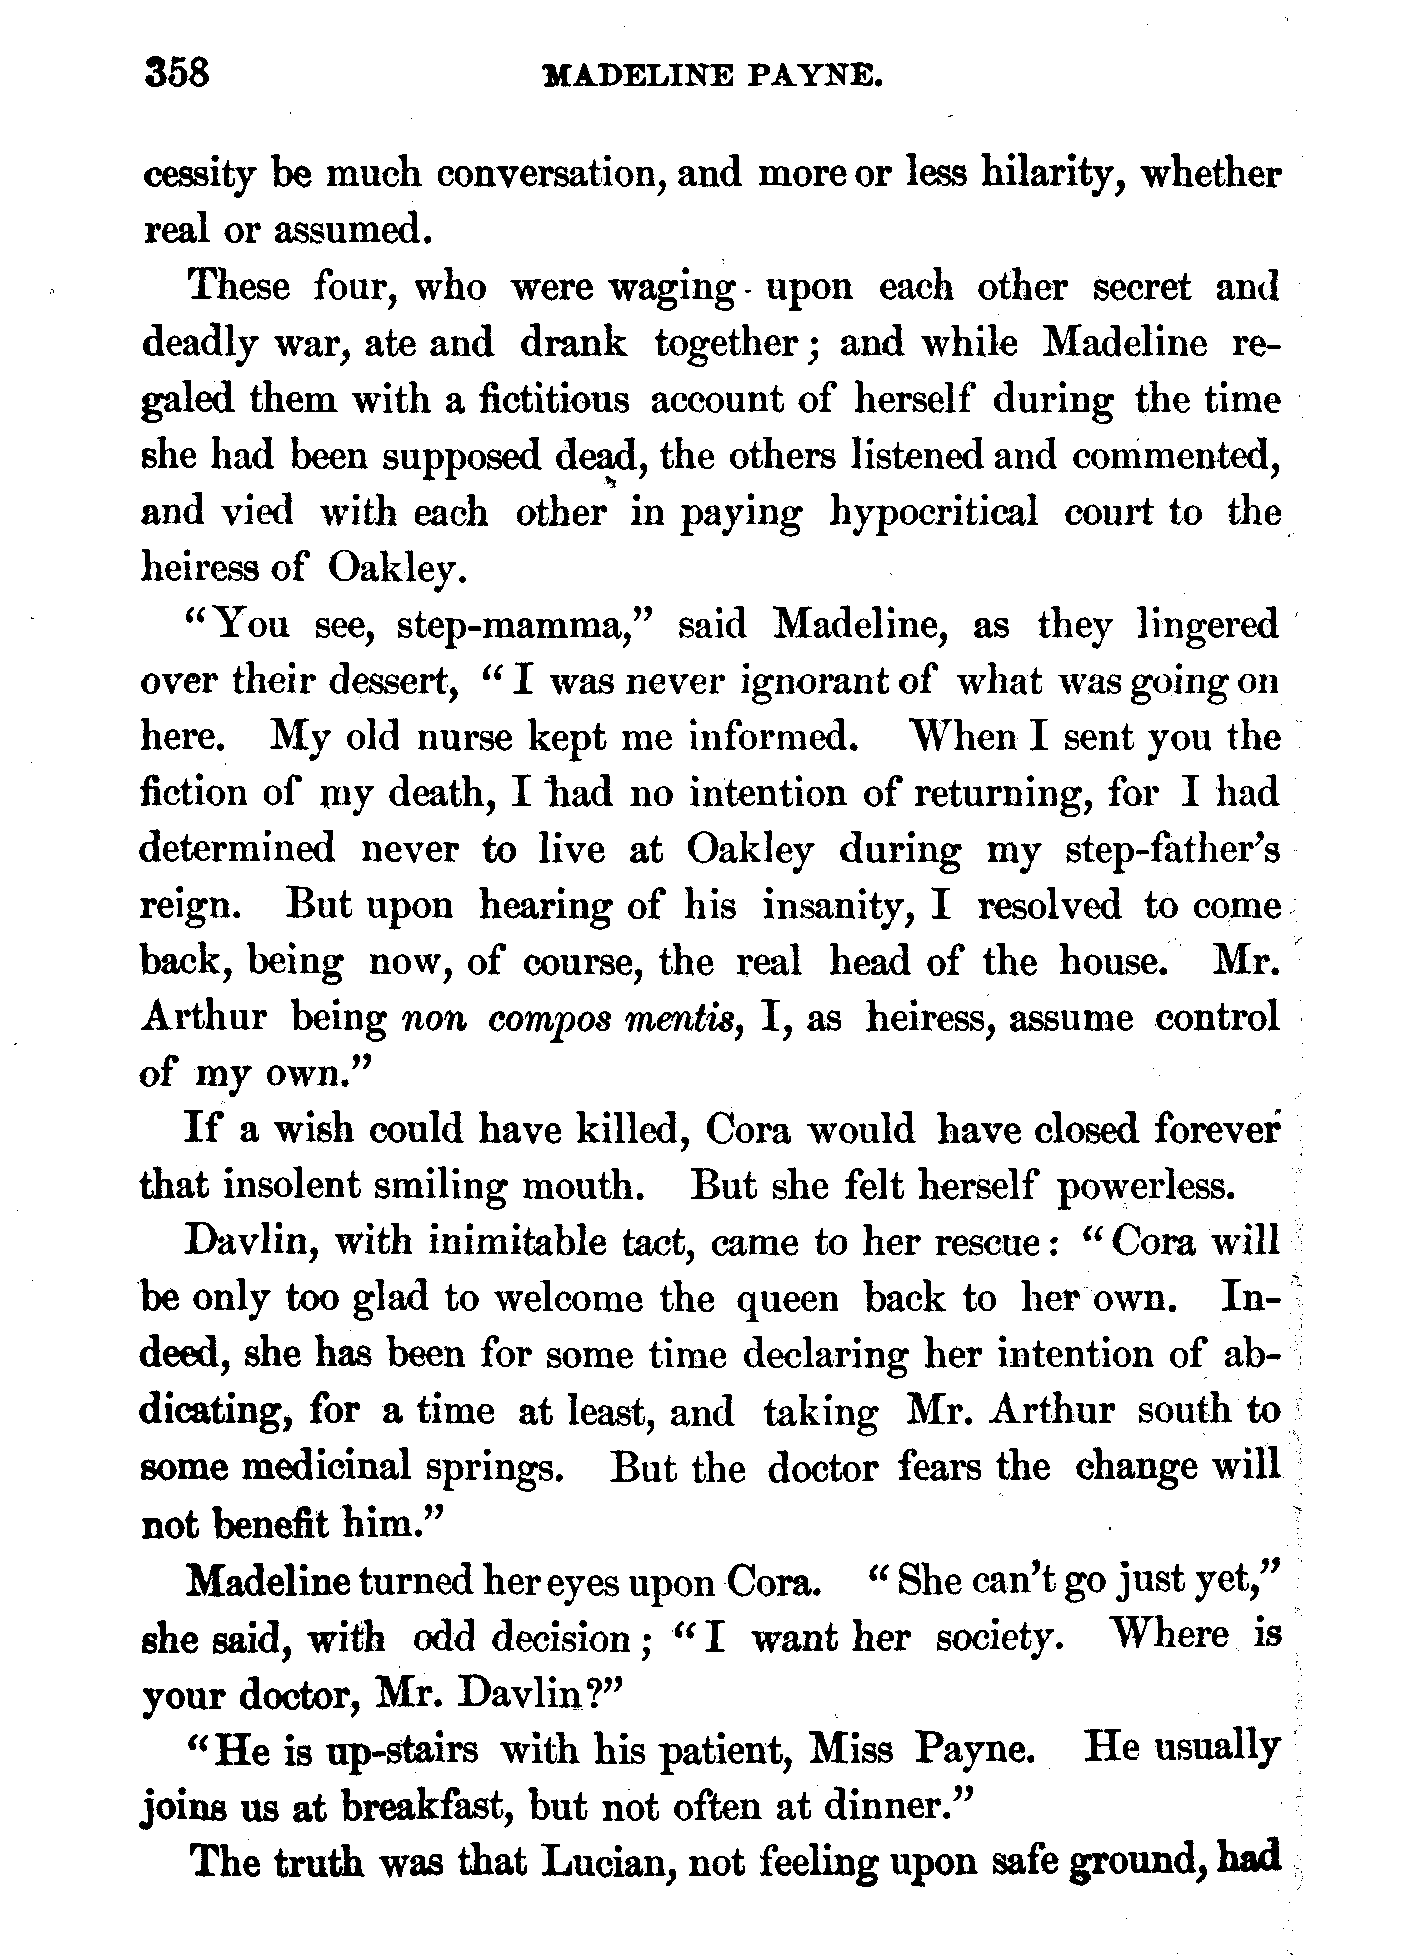 358 MADELINE PAYNE.
cessity be much conversation, and more or less hilarity, whether
real or assumed.
These four, who were waging upon each other secret and
deadly war, ate and drank together; and while Madeline re-
galed them with a fictitious account of herself during the time
she had been supposed dead, the others listened and commented,
and vied with each other in paying hypocritical court to the
heiress of Oakley.
"You see, step-mamma," said Madeline, as they lingered
over their dessert, "I was never ignorant of what was going on
here. My old nurse kept me informed. When I sent you the
fiction of my death, I had no intention of returning, for I had
determined never to live at Oakley during my step-father's
reign. But upon hearing of his insanity, I resolved to come
back, being now, of course, the real head of the house. Mr.
Arthur being non compos mentis, I, as heiress, assume control
of my own."
If a wish could have killed, Cora would have closed forever
that insolent smiling mouth. But she felt herself powerless.
Davlin, with inimitable tact, came to her rescue: "Cora will
be only too glad to welcome the queen back to her own. In-
deed, she has been for some time declaring her intention of ab-
dicating, for a time at least, and taking Mr. Arthur south to
some medicinal springs. But the doctor fears the change will
not benefit him."
Madeline turned her eyes upon Cora. "She can't go just yet,"
she said, with odd decision; "I want her society. Where is
your doctor, Mr. Davlin?"
"He is up-stairs with his patient, Miss Payne. He usually
joins us at breakfast, but not often at dinner."
The truth was that Lucian, not feeling upon safe ground, had